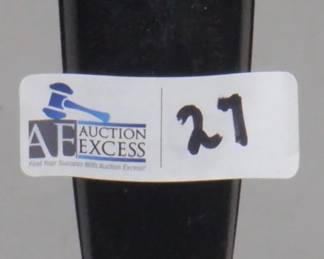 AE AUCTION
EXCESS
Find Your Success With Auction Excess!
27